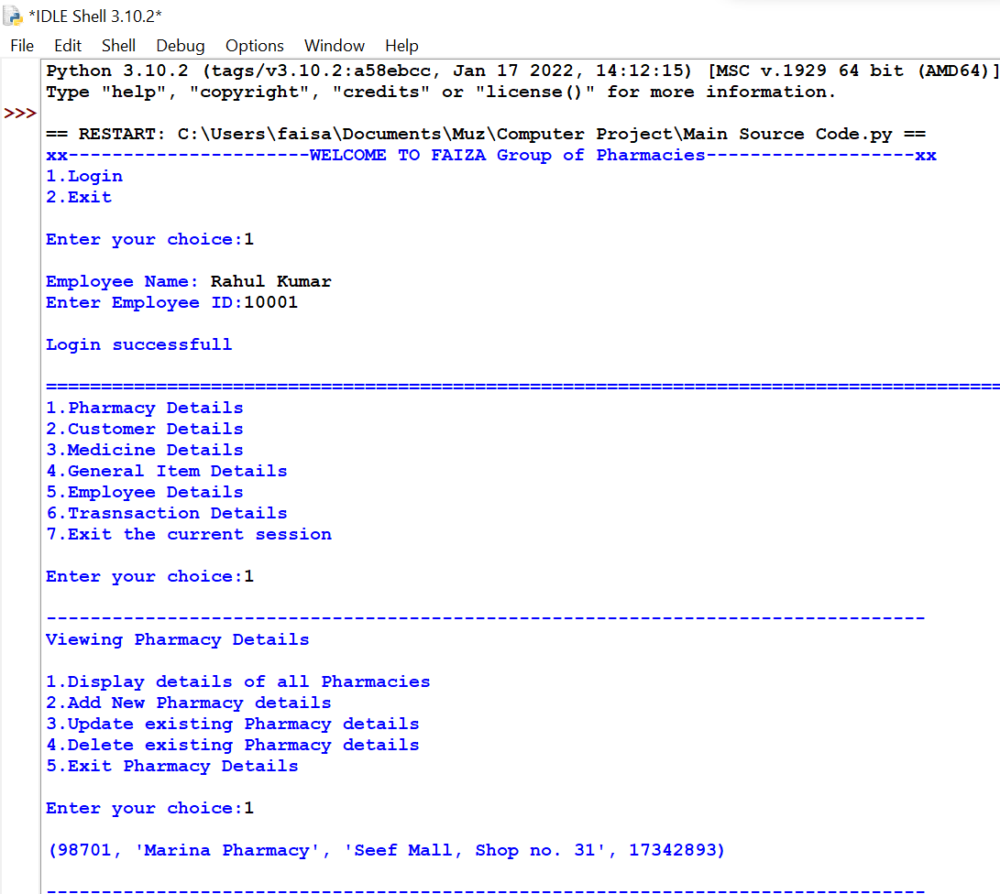 *IDLE Shell 3.10.2*
File Edit Shell Debug Options Window Help
Python 3.10.2 (tags/v3.10.2:a58ebcc, Jan 17 2022, 14:12:15) [MSC v.1929 64 bit (AMD64)]
Type "help", "copyright", "credits" or "license()" for more information.
>>>
== RESTART: C:\Users\faisa\Documents\Muz\Computer Project\Main Source Code.py ==
xx----------------------WELCOME TO FAIZA Group of Pharmacies-------------------xx
1.Login
2.Exit
Enter your choice:1
Employee Name: Rahul Kumar
Enter Employee ID:10001
Login successfull
=======================================================================================
1.Pharmacy Details
2.Customer Details
3.Medicine Details
4.General Item Details
5.Employee Details
6.Trasnsaction Details
7.Exit the current session
Enter your choice:1
--------------------------------------------------------------------------------
Viewing Pharmacy Details
1.Display details of all Pharmacies
2.Add New Pharmacy details
3.Update existing Pharmacy details
4.Delete existing Pharmacy details
5.Exit Pharmacy Details
Enter your choice:1
(98701, 'Marina Pharmacy', 'Seef Mall, Shop no. 31', 17342893)
--------------------------------------------------------------------------------